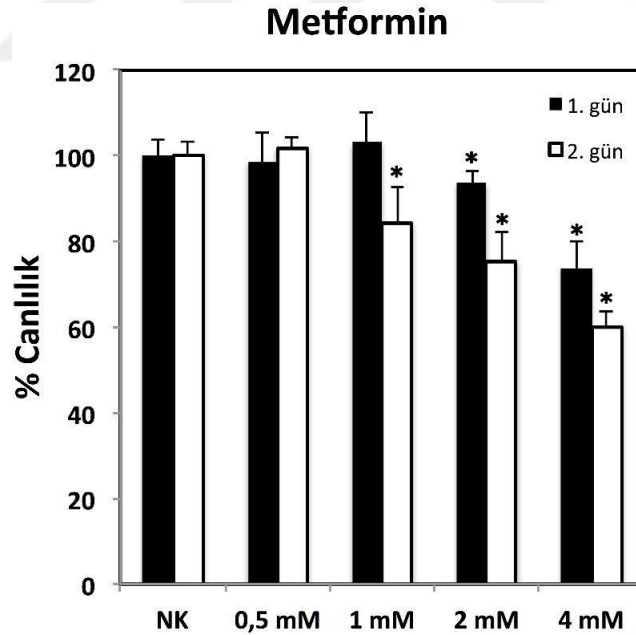 Metformin
120
100
80
60
40
20
0
% Canlılık
1. gün
2. gün
*
*
*
*
*
NK
0,5 mM
1 mM
2 mM
4 mM